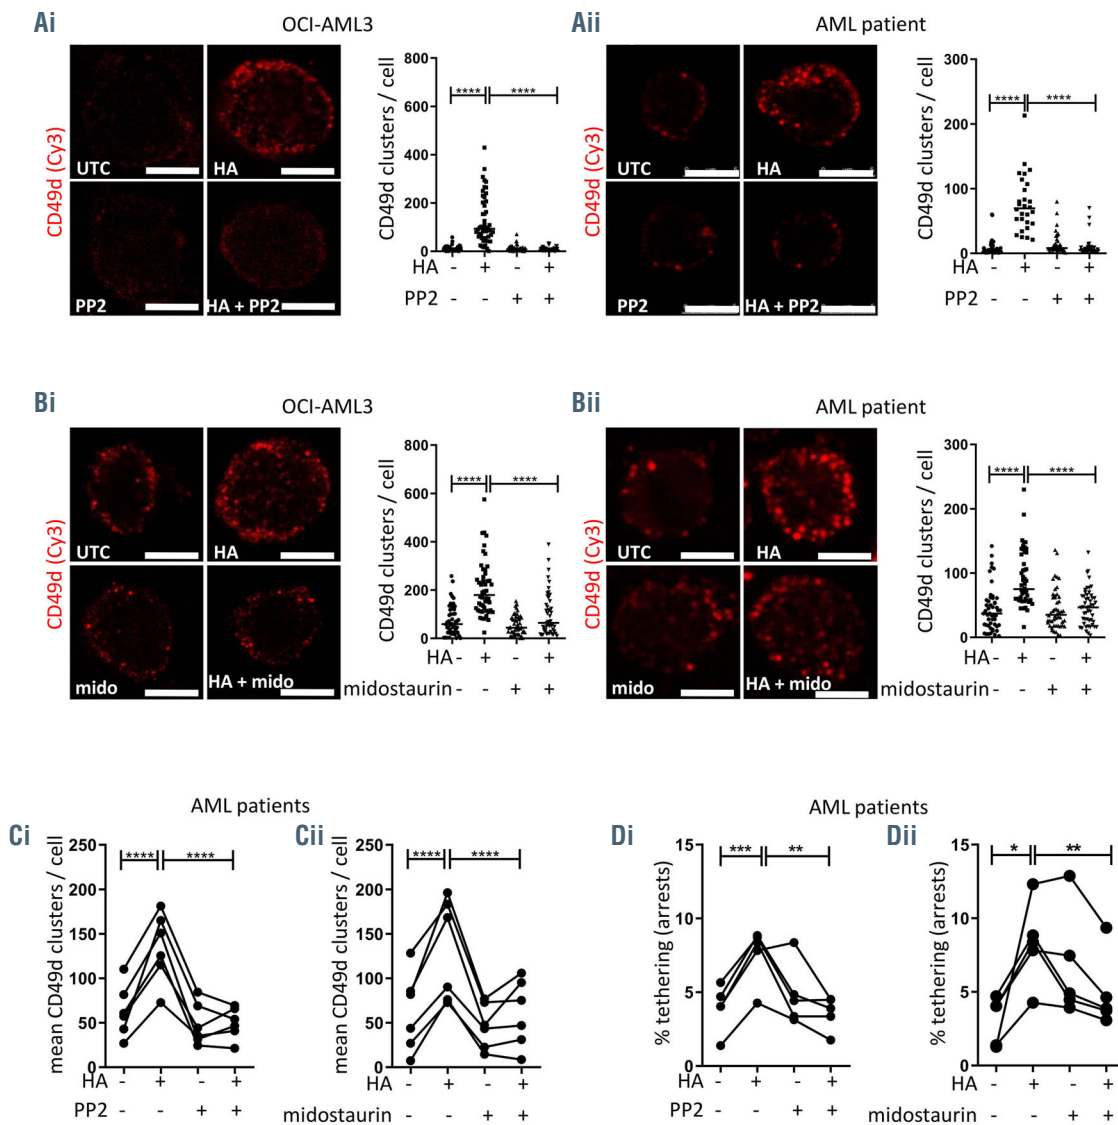 Ai
OCI-AML3
CD49d (Cy3)
UTC
HA
PP2
HA + PP2
CD49d clusters / cell
800
600
400
200
0
****
****
HA - + - +
PP2 - - + +
Aii
AML patient
CD49d (Cy3)
UTC
HA
PP2
HA + PP2
CD49d clusters / cell
300
200
100
0
****
****
HA - + - +
PP2 - - + +
Bi
OCI-AML3
CD49d (Cy3)
UTC
HA
mido
HA + mido
CD49d clusters / cell
800
600
400
200
0
****
****
HA - + - +
midostaurin - - + +
Bii
AML patient
CD49d (Cy3)
UTC
HA
mido
HA + mido
CD49d clusters / cell
300
200
100
0
****
****
HA - + - +
midostaurin - - + +
AML patients
Ci
mean CD49d clusters / cell
250
200
150
100
50
0
****
****
HA - + - +
PP2 - - + +
Cii
mean CD49d clusters / cell
250
200
150
100
50
0
****
****
HA - + - +
midostaurin - - + +
AML patients
Di
% tethering (arrests)
15
10
5
0
***
**
HA - + - +
PP2 - - + +
Dii
% tethering (arrests)
15
10
5
0
*
**
HA - + - +
midostaurin - - + +